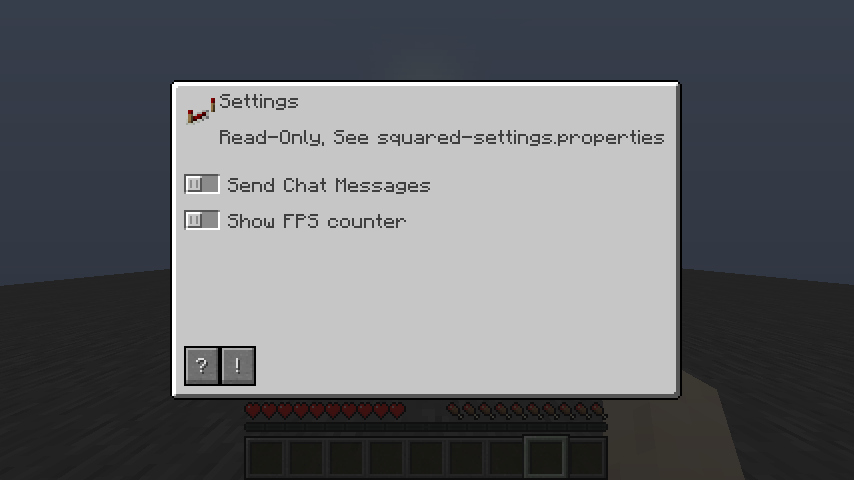 Settings
Read-Only, See squared-settings.properties
Send Chat Messages
Show FPS counter
? !